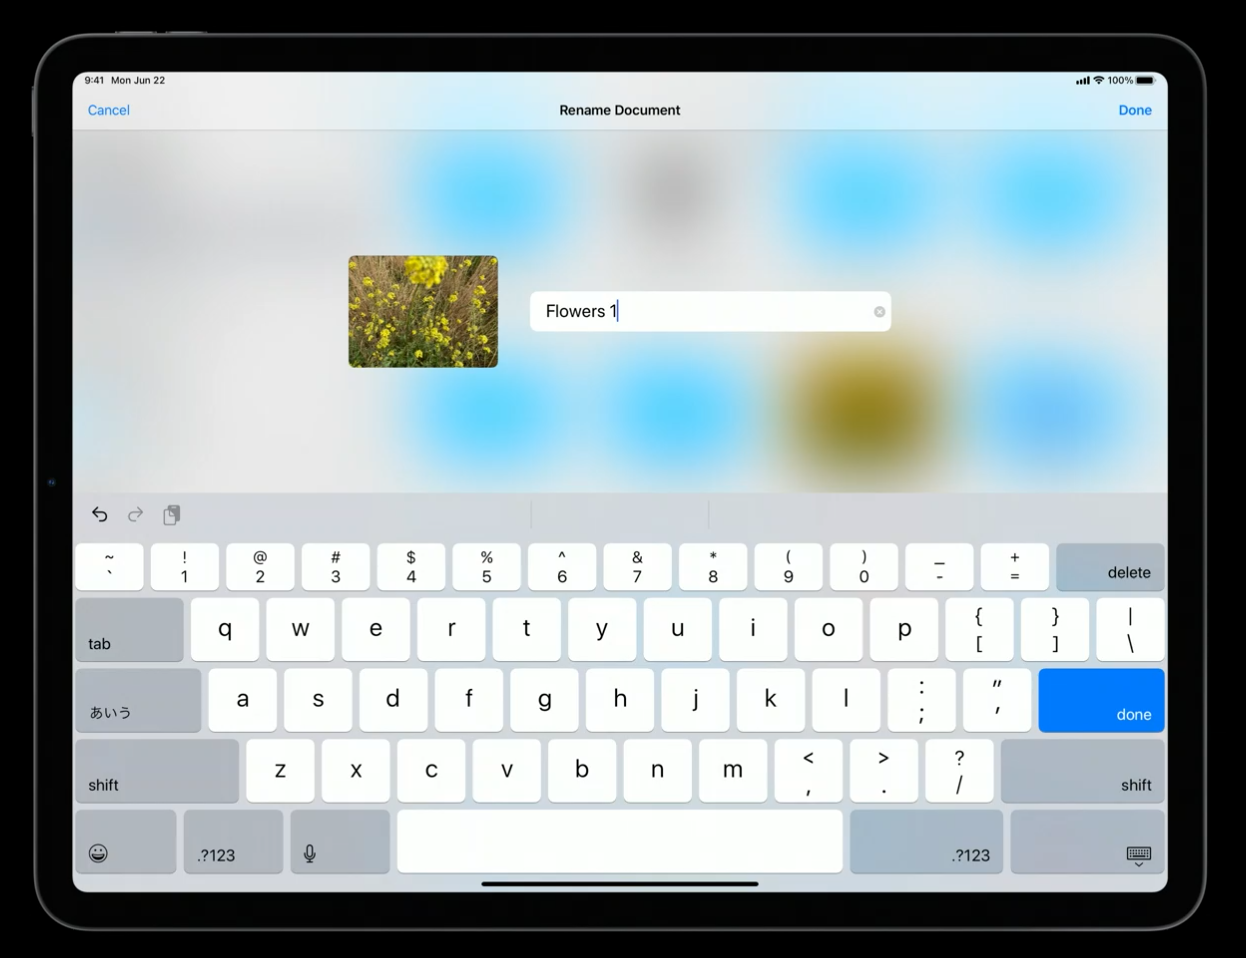 9:41 Mon Jun 22 100%
Cancel Rename Document Done
Flowers 1
~ ! @ # $ % ^ & * ( ) _ +
` 1 2 3 4 5 6 7 8 9 0 - = delete
tab q w e r t y u i o p { } |
[ ] \
あいう a s d f g h j k l : " done
; '
shift z x c v b n m < > ? shift
, . /
.?123 .?123